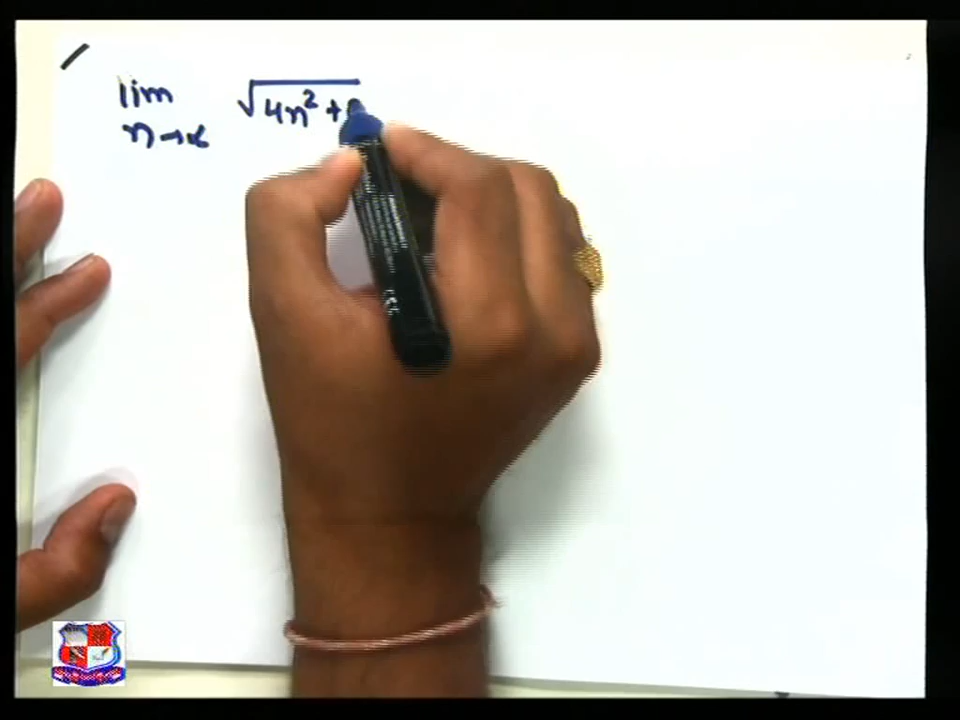 lim √4n² +
n→∝